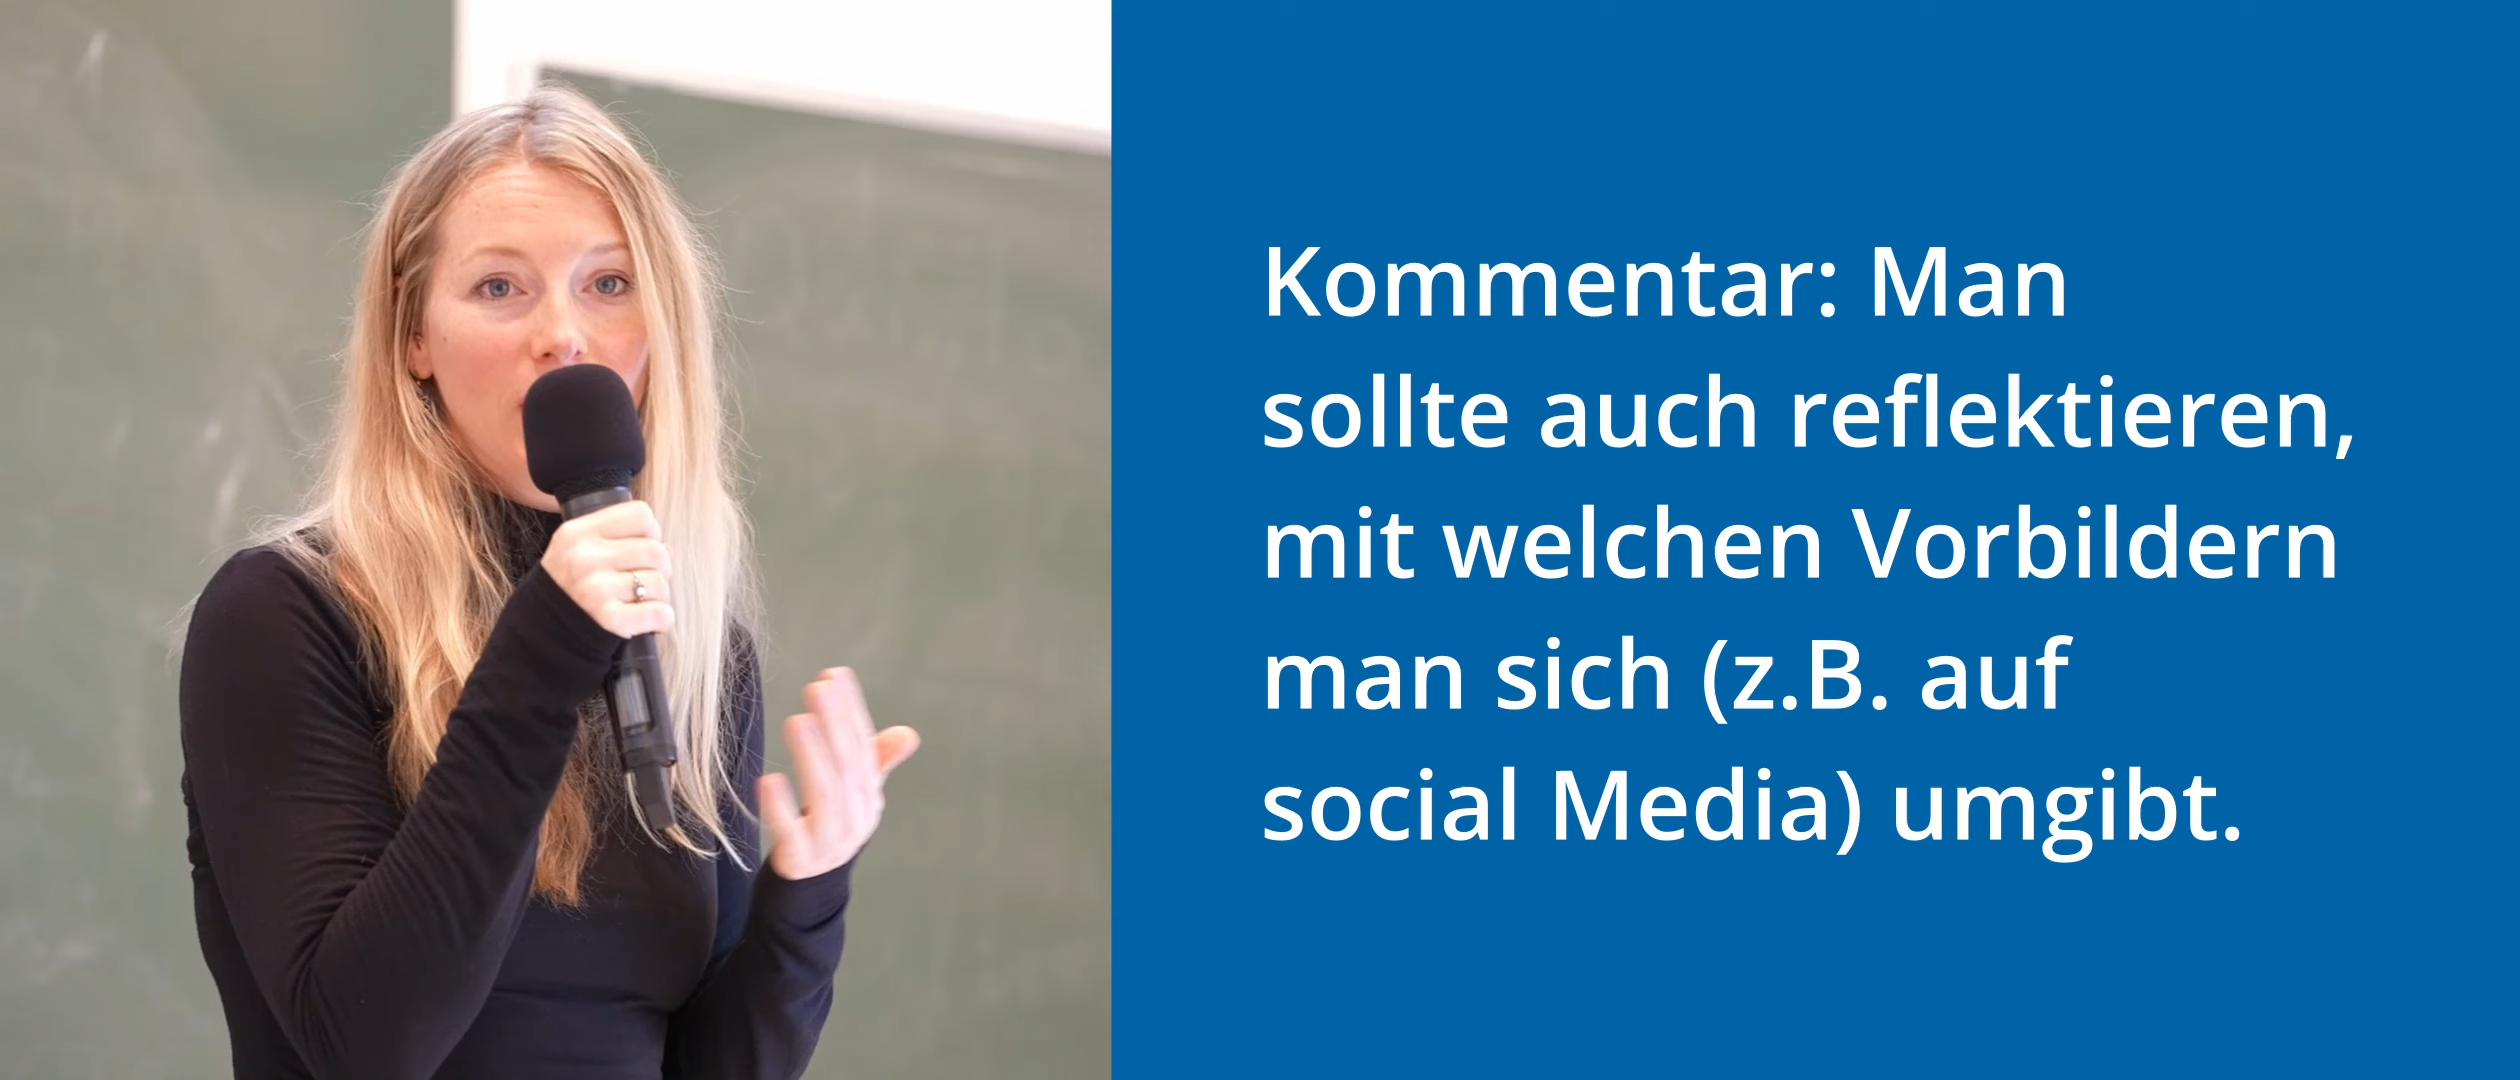 Kommentar: Man
sollte auch reflektieren,
mit welchen Vorbildern
man sich (z.B. auf
social Media) umgibt.